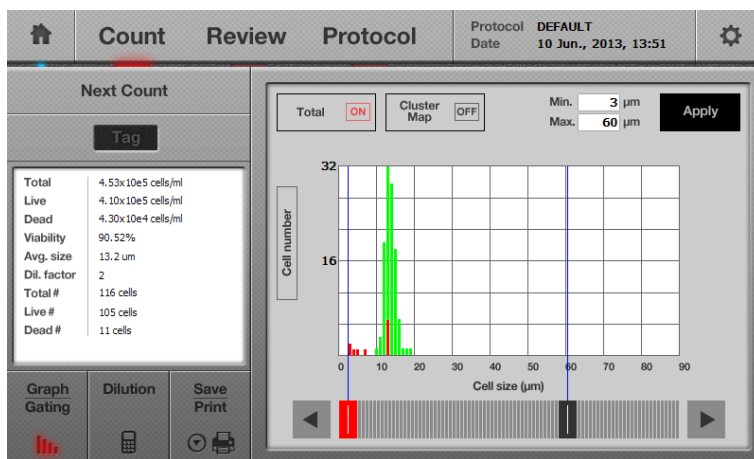 Count Review Protocol
Protocol DEFAULT
Date 10 Jun., 2013, 13:51
Next Count
Tag
Total 4.53x10e5 cells/ml
Live 4.10x10e5 cells/ml
Dead 4.30x10e4 cells/ml
Viability 90.52%
Avg. size 13.2 um
Dil. factor 2
Total # 116 cells
Live # 105 cells
Dead # 11 cells
Graph Gating
Dilution
Save Print
Total ON
Cluster Map OFF
Min. 3 µm
Max. 60 µm
Apply
32
16
Cell number
0 10 20 30 40 50 60 70 80 90
Cell size (µm)